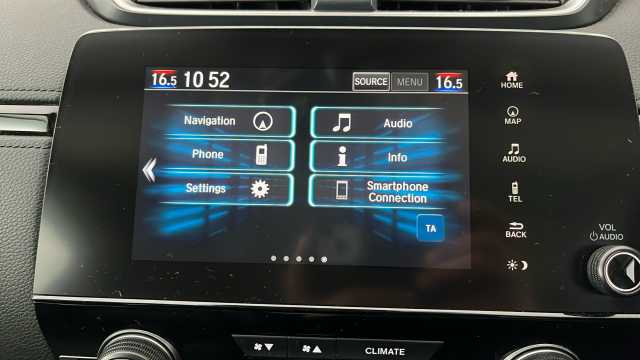 16.5 10 52 SOURCE MENU 16.5
Navigation
Audio
Phone
Info
Settings
Smartphone
Connection
TA
HOME
MAP
AUDIO
TEL
BACK
VOL
AUDIO
CLIMATE